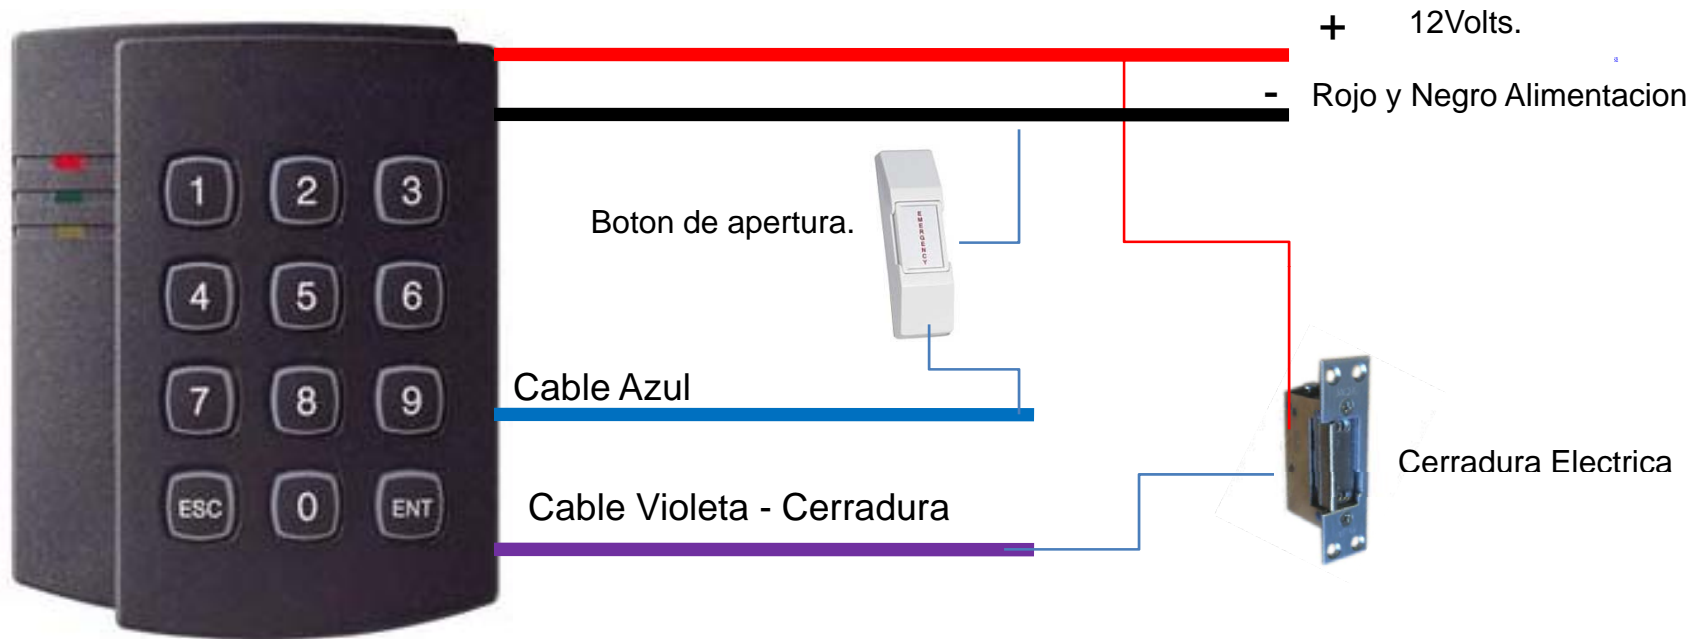 + 12Volts.
- Rojo y Negro Alimentacion
1 2 3
Boton de apertura.
EMERGENCY
4 5 6
Cable Azul
7 8 9
Cerradura Electrica
ESC 0 ENT
Cable Violeta - Cerradura